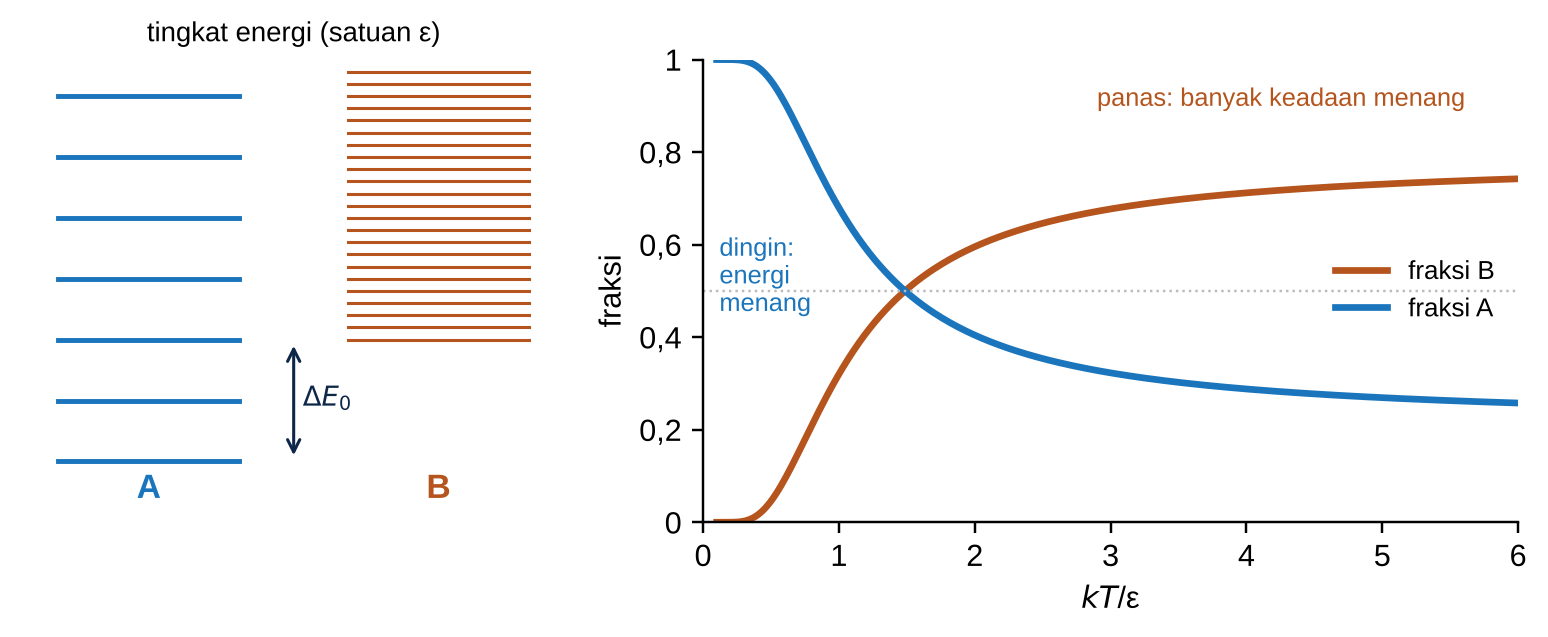 tingkat energi (satuan ε)
ΔE₀
A
B
fraksi
1
0,8
0,6
0,4
0,2
0
0
1
2
3
4
5
6
kT/ε
panas: banyak keadaan menang
dingin:
energi
menang
fraksi B
fraksi A